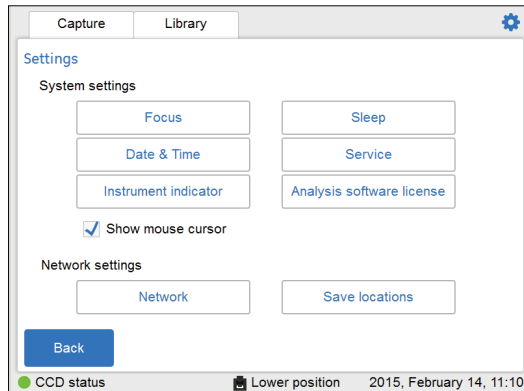 Capture Library
Settings
System settings
Focus Sleep
Date & Time Service
Instrument indicator Analysis software license
Show mouse cursor
Network settings
Network Save locations
Back
CCD status Lower position 2015, February 14, 11:10